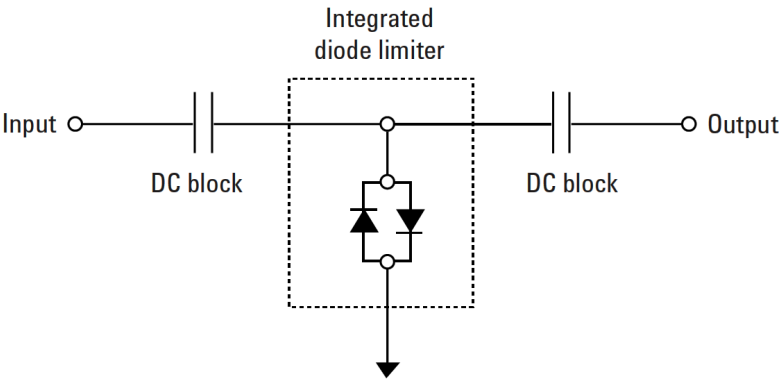 Integrated
diode limiter
Input
Output
DC block
DC block